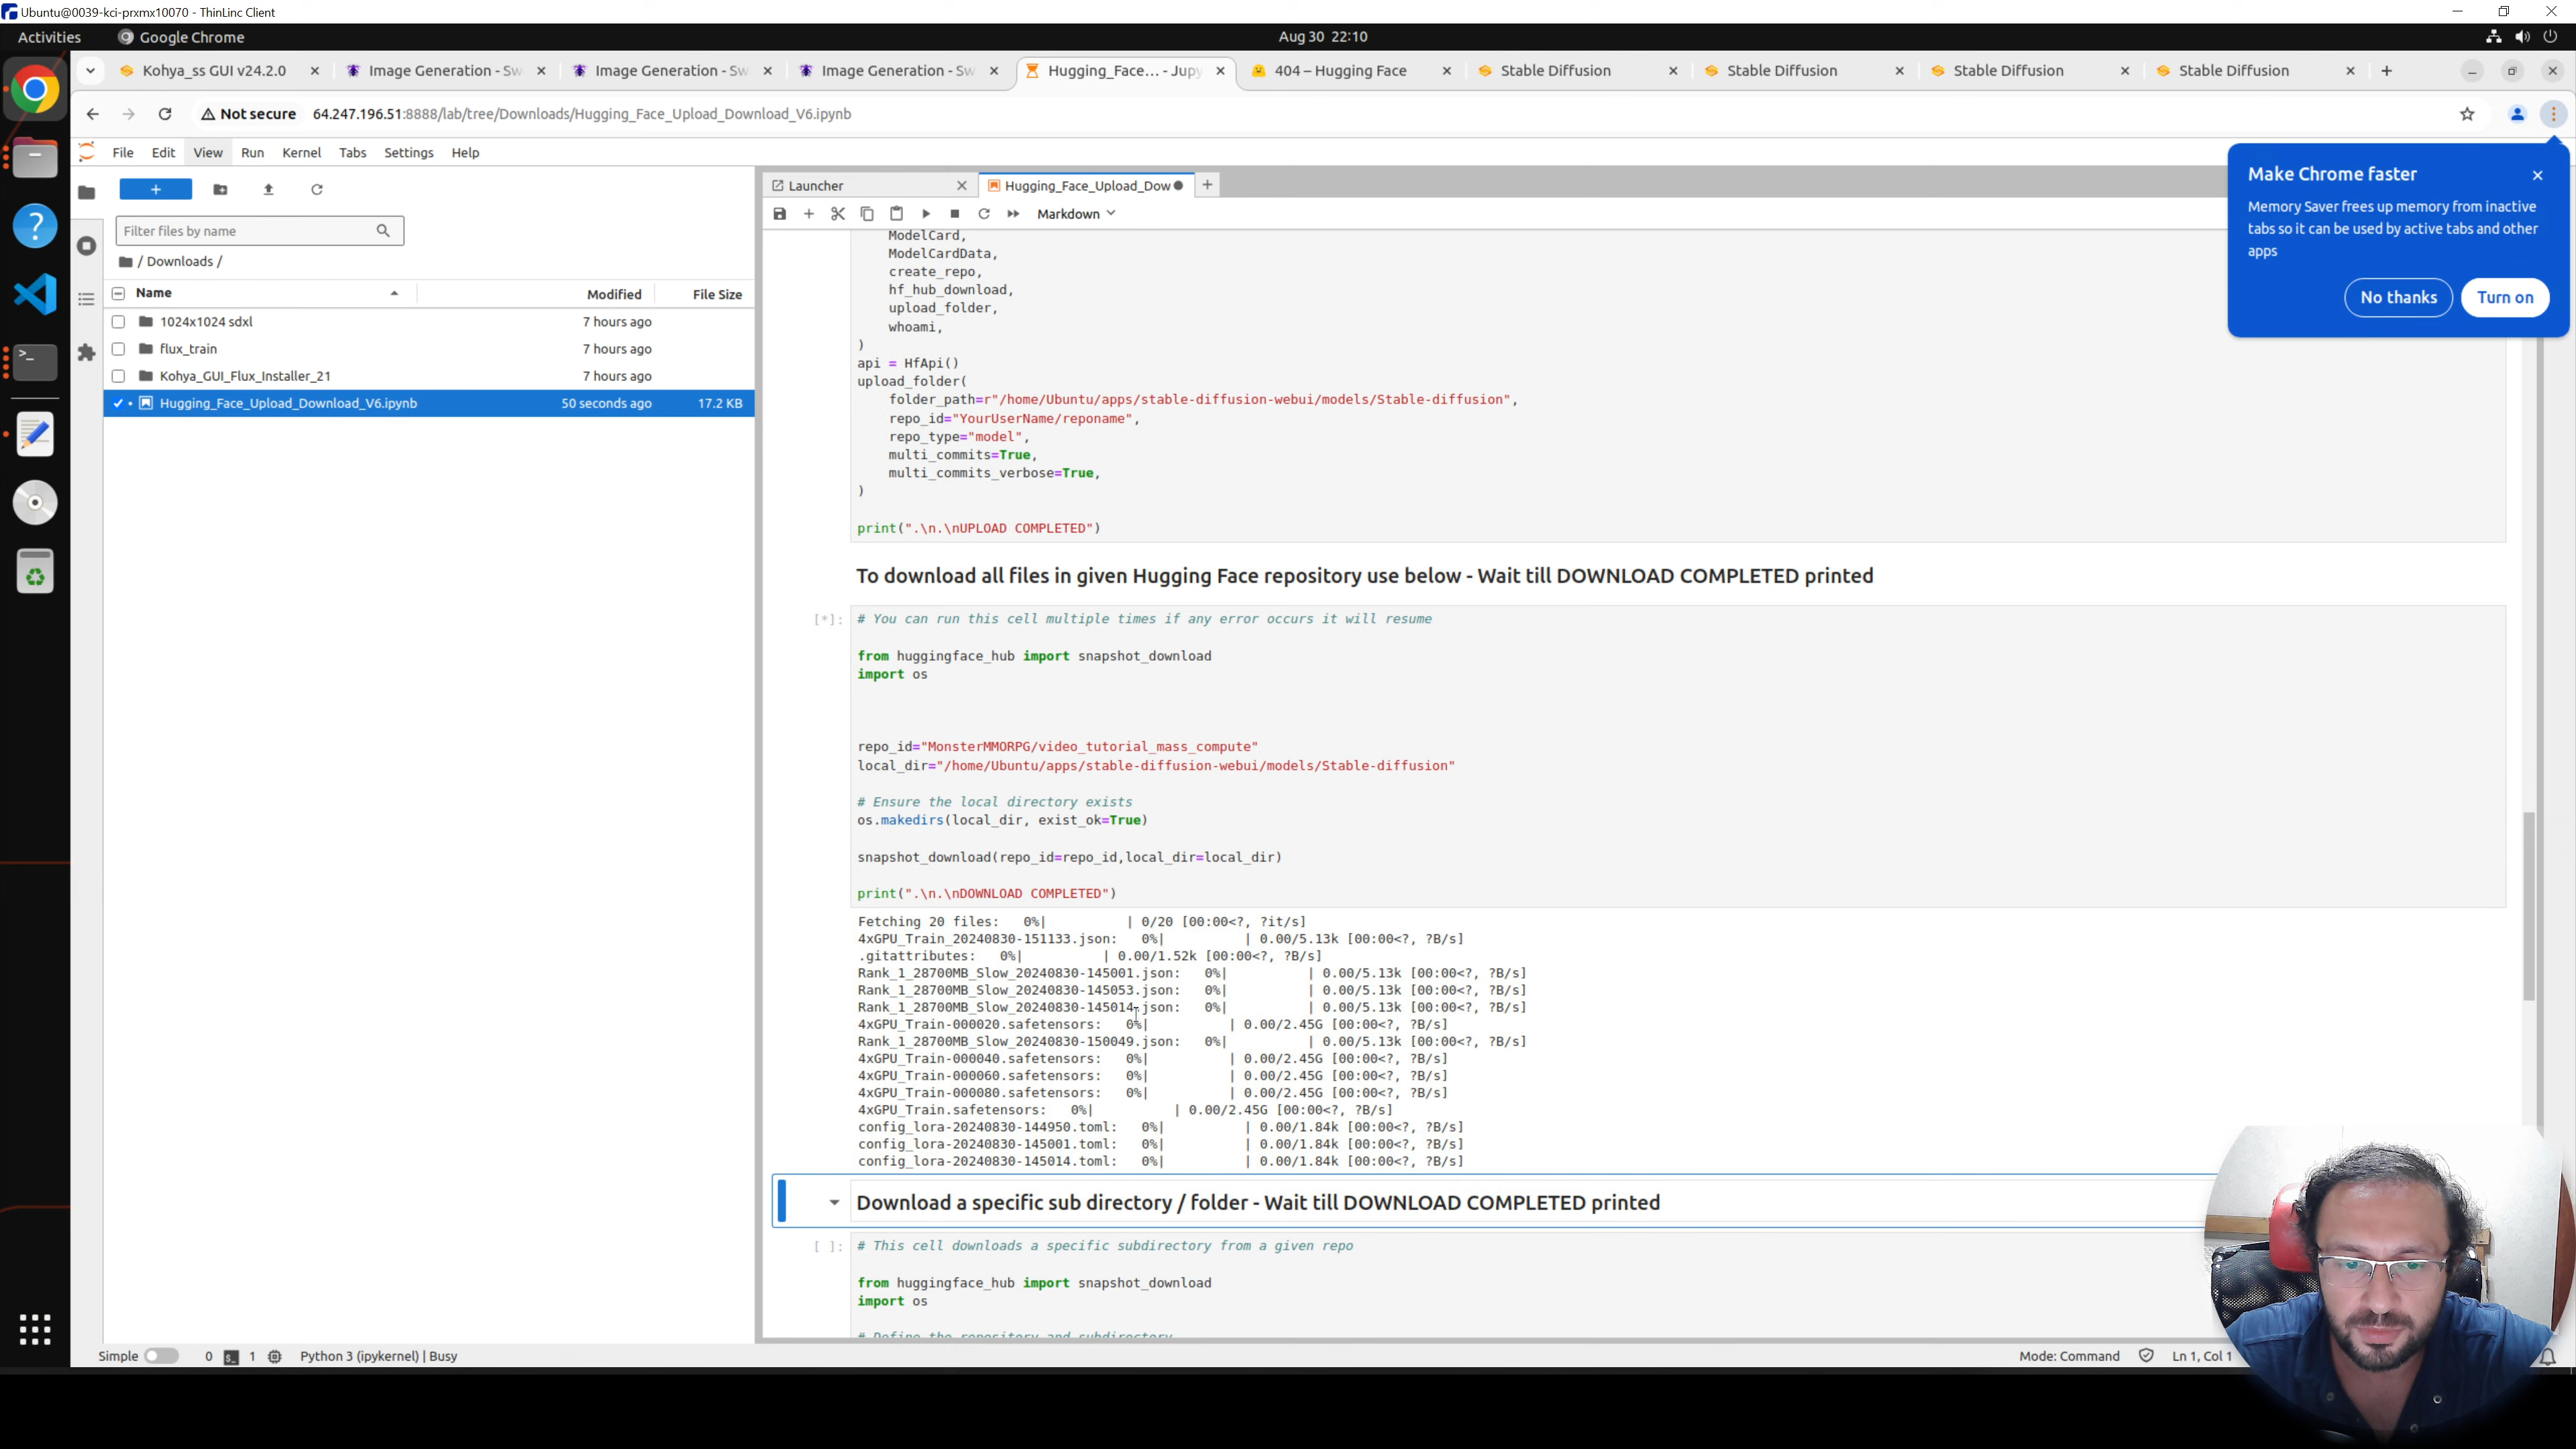 Ubuntu@0039-kci-prxmx10070 - ThinLinc Client
Activities
Google Chrome
Aug 30 22:10
Kohya_ss GUI v24.2.0
Image Generation - Sw
Image Generation - Sw
Image Generation - Sw
Hugging_Face... - Jupy
404 – Hugging Face
Stable Diffusion
Stable Diffusion
Stable Diffusion
Stable Diffusion
Not secure
64.247.196.51:8888/lab/tree/Downloads/Hugging_Face_Upload_Download_V6.ipynb
File Edit View Run Kernel Tabs Settings Help
Make Chrome faster
Memory Saver frees up memory from inactive
tabs so it can be used by active tabs and other
apps
No thanks
Turn on
Filter files by name
/ Downloads /
Name Modified File Size
1024x1024 sdxl 7 hours ago
flux_train 7 hours ago
Kohya_GUI_Flux_Installer_21 7 hours ago
Hugging_Face_Upload_Download_V6.ipynb 50 seconds ago 17.2 KB
Launcher
Hugging_Face_Upload_Dow
Markdown
ModelCard,
ModelCardData,
create_repo,
hf_hub_download,
upload_folder,
whoami,
)
api = HfApi()
upload_folder(
folder_path=r"/home/Ubuntu/apps/stable-diffusion-webui/models/Stable-diffusion",
repo_id="YourUserName/reponame",
repo_type="model",
multi_commits=True,
multi_commits_verbose=True,
)
print(".\n.\nUPLOAD COMPLETED")
To download all files in given Hugging Face repository use below - Wait till DOWNLOAD COMPLETED printed
[*]: # You can run this cell multiple times if any error occurs it will resume
from huggingface_hub import snapshot_download
import os
repo_id="MonsterMMORPG/video_tutorial_mass_compute"
local_dir="/home/Ubuntu/apps/stable-diffusion-webui/models/Stable-diffusion"
# Ensure the local directory exists
os.makedirs(local_dir, exist_ok=True)
snapshot_download(repo_id=repo_id,local_dir=local_dir)
print(".\n.\nDOWNLOAD COMPLETED")
Fetching 20 files: 0%| | 0/20 [00:00<?, ?it/s]
4xGPU_Train_20240830-151133.json: 0%| | 0.00/5.13k [00:00<?, ?B/s]
.gitattributes: 0%| | 0.00/1.52k [00:00<?, ?B/s]
Rank_1_28700MB_Slow_20240830-145001.json: 0%| | 0.00/5.13k [00:00<?, ?B/s]
Rank_1_28700MB_Slow_20240830-145053.json: 0%| | 0.00/5.13k [00:00<?, ?B/s]
Rank_1_28700MB_Slow_20240830-145014.json: 0%| | 0.00/5.13k [00:00<?, ?B/s]
4xGPU_Train-000020.safetensors: 0%| | 0.00/2.45G [00:00<?, ?B/s]
Rank_1_28700MB_Slow_20240830-150049.json: 0%| | 0.00/5.13k [00:00<?, ?B/s]
4xGPU_Train-000040.safetensors: 0%| | 0.00/2.45G [00:00<?, ?B/s]
4xGPU_Train-000060.safetensors: 0%| | 0.00/2.45G [00:00<?, ?B/s]
4xGPU_Train-000080.safetensors: 0%| | 0.00/2.45G [00:00<?, ?B/s]
4xGPU_Train.safetensors: 0%| | 0.00/2.45G [00:00<?, ?B/s]
config_lora-20240830-144950.toml: 0%| | 0.00/1.84k [00:00<?, ?B/s]
config_lora-20240830-145001.toml: 0%| | 0.00/1.84k [00:00<?, ?B/s]
config_lora-20240830-145014.toml: 0%| | 0.00/1.84k [00:00<?, ?B/s]
Download a specific sub directory / folder - Wait till DOWNLOAD COMPLETED printed
[ ]: # This cell downloads a specific subdirectory from a given repo
from huggingface_hub import snapshot_download
import os
# Define the repository and subdirectory
Simple 0 1 Python 3 (ipykernel) | Busy
Mode: Command Ln 1, Col 1